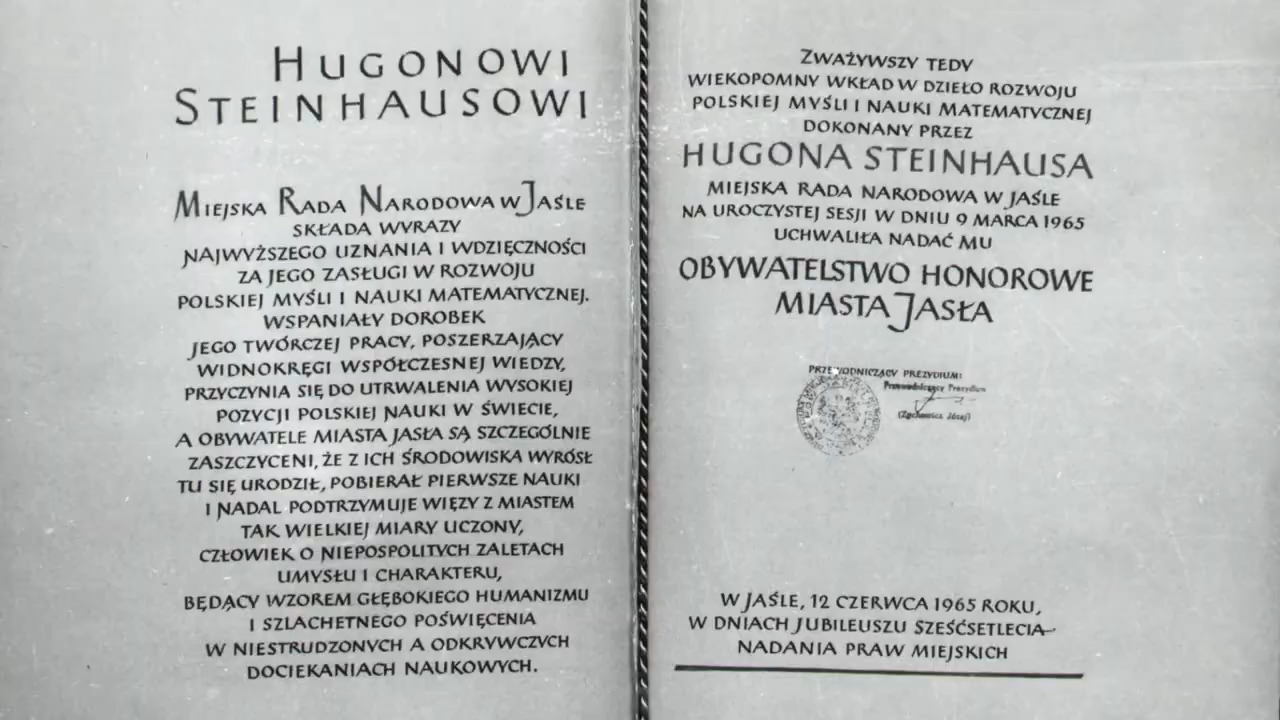 HUGONOWI
STEINHAUSOWI
MIEJSKA RADA NARODOWA W JAŚLE
SKŁADA WYRAZY
NAJWYŻSZEGO UZNANIA I WDZIĘCZNOŚCI
ZA JEGO ZASŁUGI W ROZWOJU
POLSKIEJ MYŚLI I NAUKI MATEMATYCZNEJ.
WSPANIAŁY DOROBEK
JEGO TWÓRCZEJ PRACY, POSZERZAJĄCY
WIDNOKRĘGI WSPÓŁCZESNEJ WIEDZY,
PRZYCZYNIA SIĘ DO UTRWALENIA WYSOKIEJ
POZYCJI POLSKIEJ NAUKI W ŚWIECIE,
A OBYWATELE MIASTA JASŁA SĄ SZCZEGÓLNIE
ZASZCZYCENI, ŻE Z ICH ŚRODOWISKA WYRÓSŁ
TU SIĘ URODZIŁ, POBIERAŁ PIERWSZE NAUKI
I NADAL PODTRZYMUJE WIĘZY Z MIASTEM
TAK WIELKIEJ MIARY UCZONY,
CZŁOWIEK O NIEPOSPOLITYCH ZALETACH
UMYSŁU I CHARAKTERU,
BĘDĄCY WZOREM GŁĘBOKIEGO HUMANIZMU
I SZLACHETNEGO POŚWIĘCENIA
W NIESTRUDZONYCH A ODKRYWCZYCH
DOCIEKANIACH NAUKOWYCH.
ZWAŻYWSZY TEDY
WIEKOPOMNY WKŁAD W DZIEŁO ROZWOJU
POLSKIEJ MYŚLI I NAUKI MATEMATYCZNEJ
DOKONANY PRZEZ
HUGONA STEINHAUSA
MIEJSKA RADA NARODOWA W JAŚLE
NA UROCZYSTEJ SESJI W DNIU 9 MARCA 1965
UCHWALIŁA NADAĆ MU
OBYWATELSTWO HONOROWE
MIASTA JASŁA
PRZEWODNICZĄCY PREZYDIUM:
Przewodniczący Prezydium
W JAŚLE, 12 CZERWCA 1965 ROKU,
W DNIACH JUBILEUSZU SZEŚĆSETLECIA
NADANIA PRAW MIEJSKICH